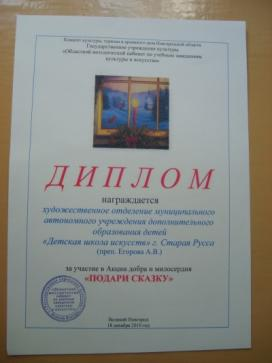 Комитет культуры, туризма и архивного дела Новгородской области
Государственное учреждение культуры
«Областной методический кабинет по учебным заведениям
культуры и искусства»
ДИПЛОМ
награждается
художественное отделение муниципального
автономного учреждения дополнительного
образования детей
«Детская школа искусств» г. Старая Русса
(преп. Егорова А.В.)
за участие в Акции добра и милосердия
«ПОДАРИ СКАЗКУ»
Великий Новгород
18 декабря 2010 год